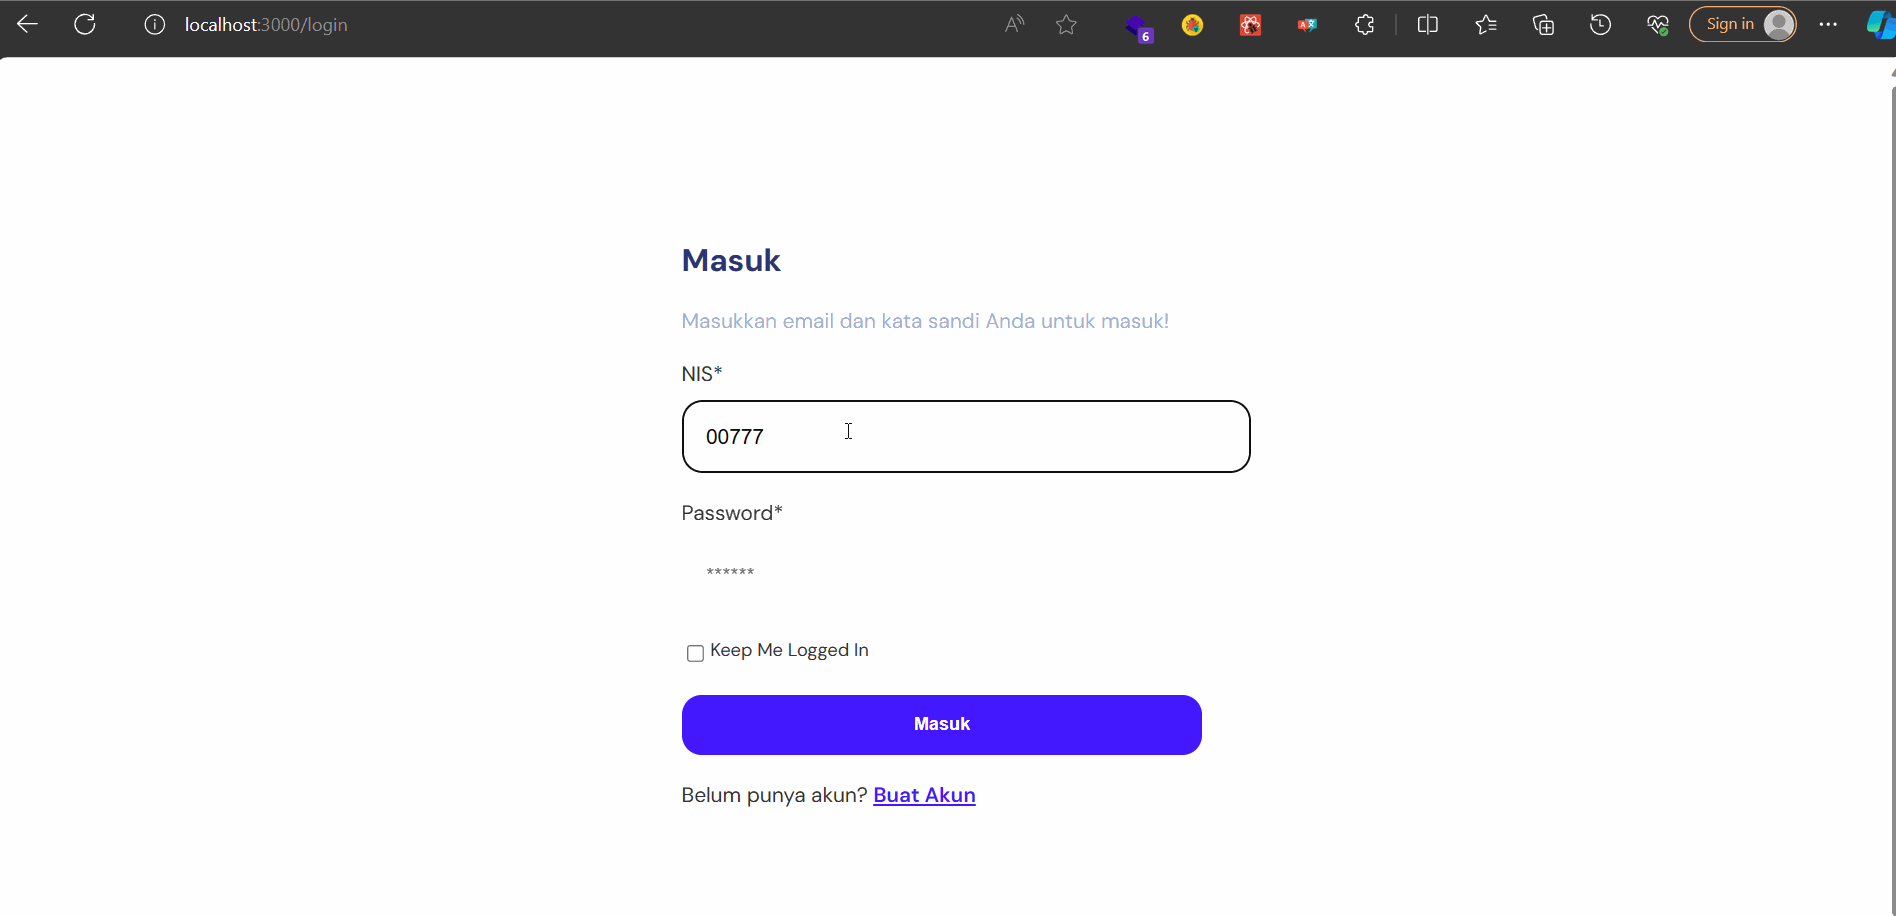 localhost:3000/login
6
Sign in
Masuk
Masukkan email dan kata sandi Anda untuk masuk!
NIS*
00777
Password*
******
Keep Me Logged In
Masuk
Belum punya akun? Buat Akun